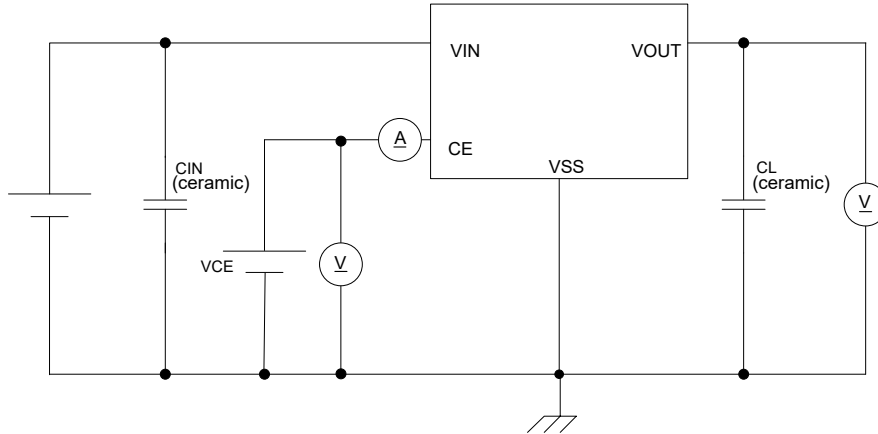 VIN
VOUT
A
CE
VSS
CIN
(ceramic)
CL
(ceramic)
V
VCE
V